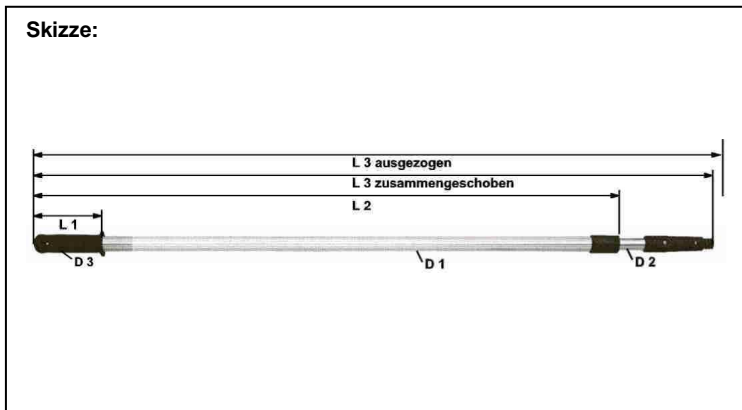 Skizze:
L 3 ausgezogen
L 3 zusammengeschoben
L 2
L 1
D 3
D 1
D 2